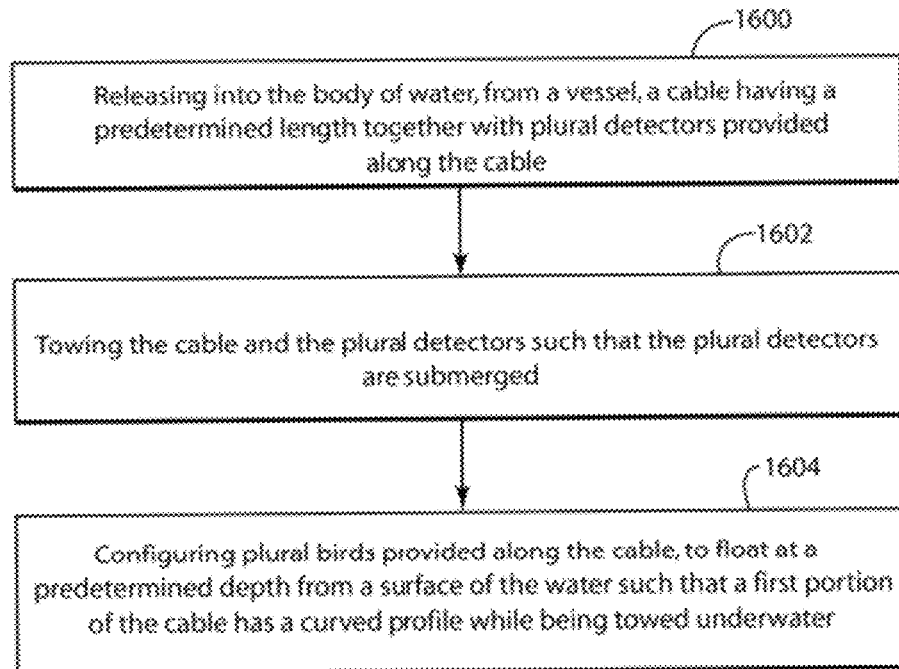 1600
Releasing into the body of water, from a vessel, a cable having a
predetermined length together with plural detectors provided
along the cable
1602
Towing the cable and the plural detectors such that the plural detectors
are submerged
1604
Configuring plural birds provided along the cable, to float at a
predetermined depth from a surface of the water such that a first portion
of the cable has a curved profile while being towed underwater